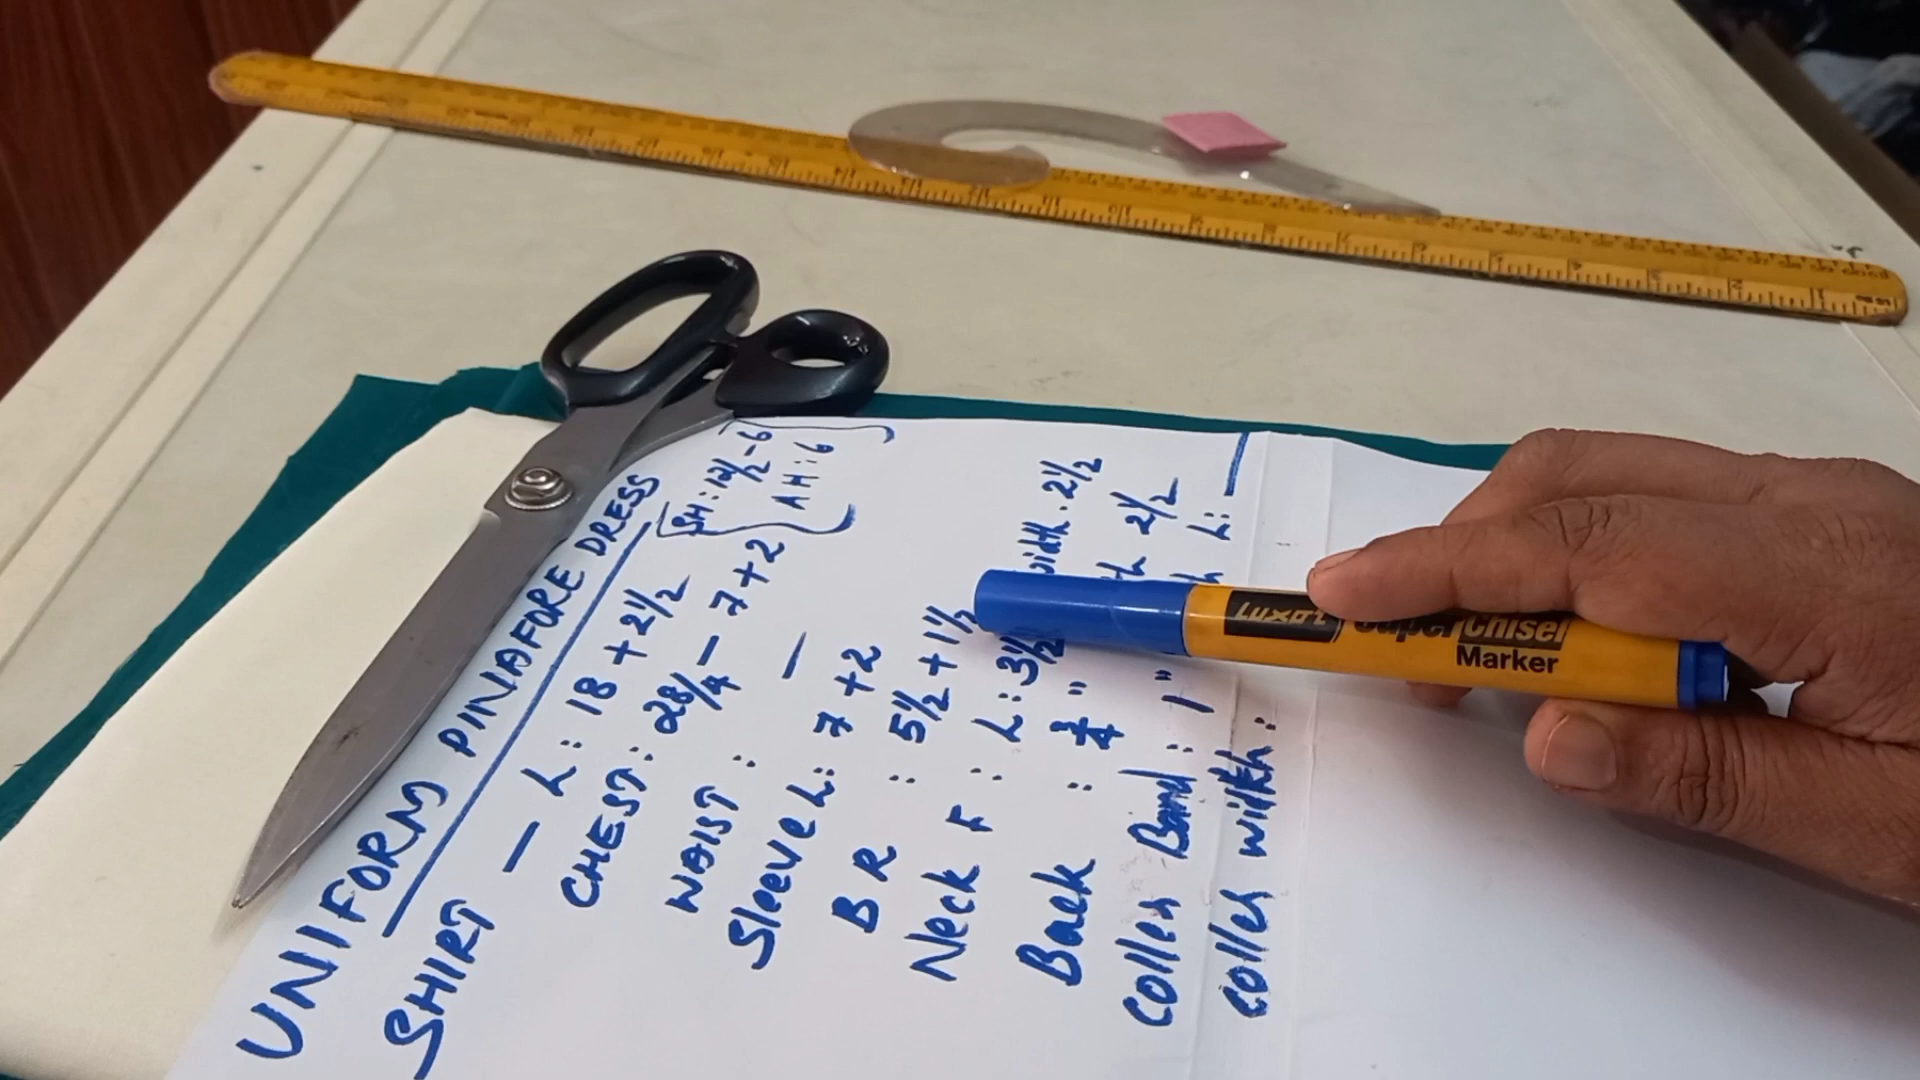 UNIFORM PINAFORE DRESS
SHIRT - L: 18 + 2½
[SH: 12½ - 6
AH: 6
CHEST: 28/4 - 7 + 2
WAIST : -
Sleeve L: 7 + 2
B R : 5½ + 1½
Neck F : L: 3½ width. 2½
Back : ¾" 2½
Coller Band: 1" L:
Coller width:
Luxor
Super Chisel
Marker